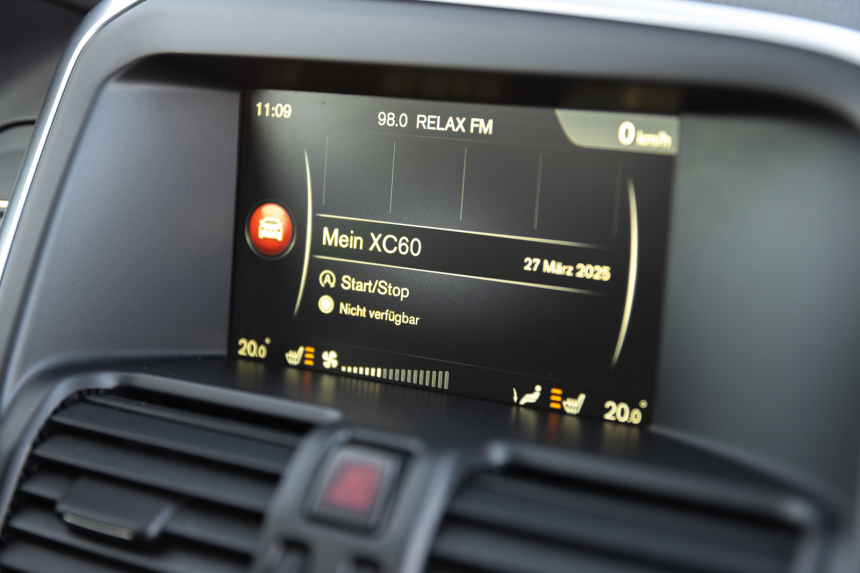 11:09
98.0 RELAX FM
0 km/h
Mein XC60
27 März 2025
Start/Stop
Nicht verfügbar
20.0°
20.0°